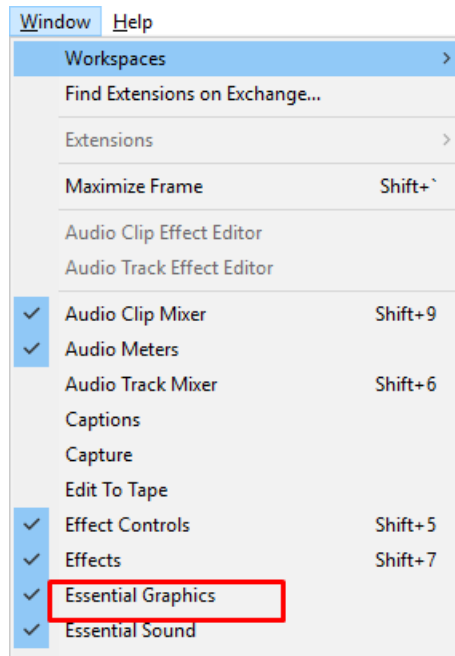 Window Help
Workspaces
Find Extensions on Exchange...
Extensions
Maximize Frame Shift+`
Audio Clip Effect Editor
Audio Track Effect Editor
Audio Clip Mixer Shift+9
Audio Meters
Audio Track Mixer Shift+6
Captions
Capture
Edit To Tape
Effect Controls Shift+5
Effects Shift+7
Essential Graphics
Essential Sound